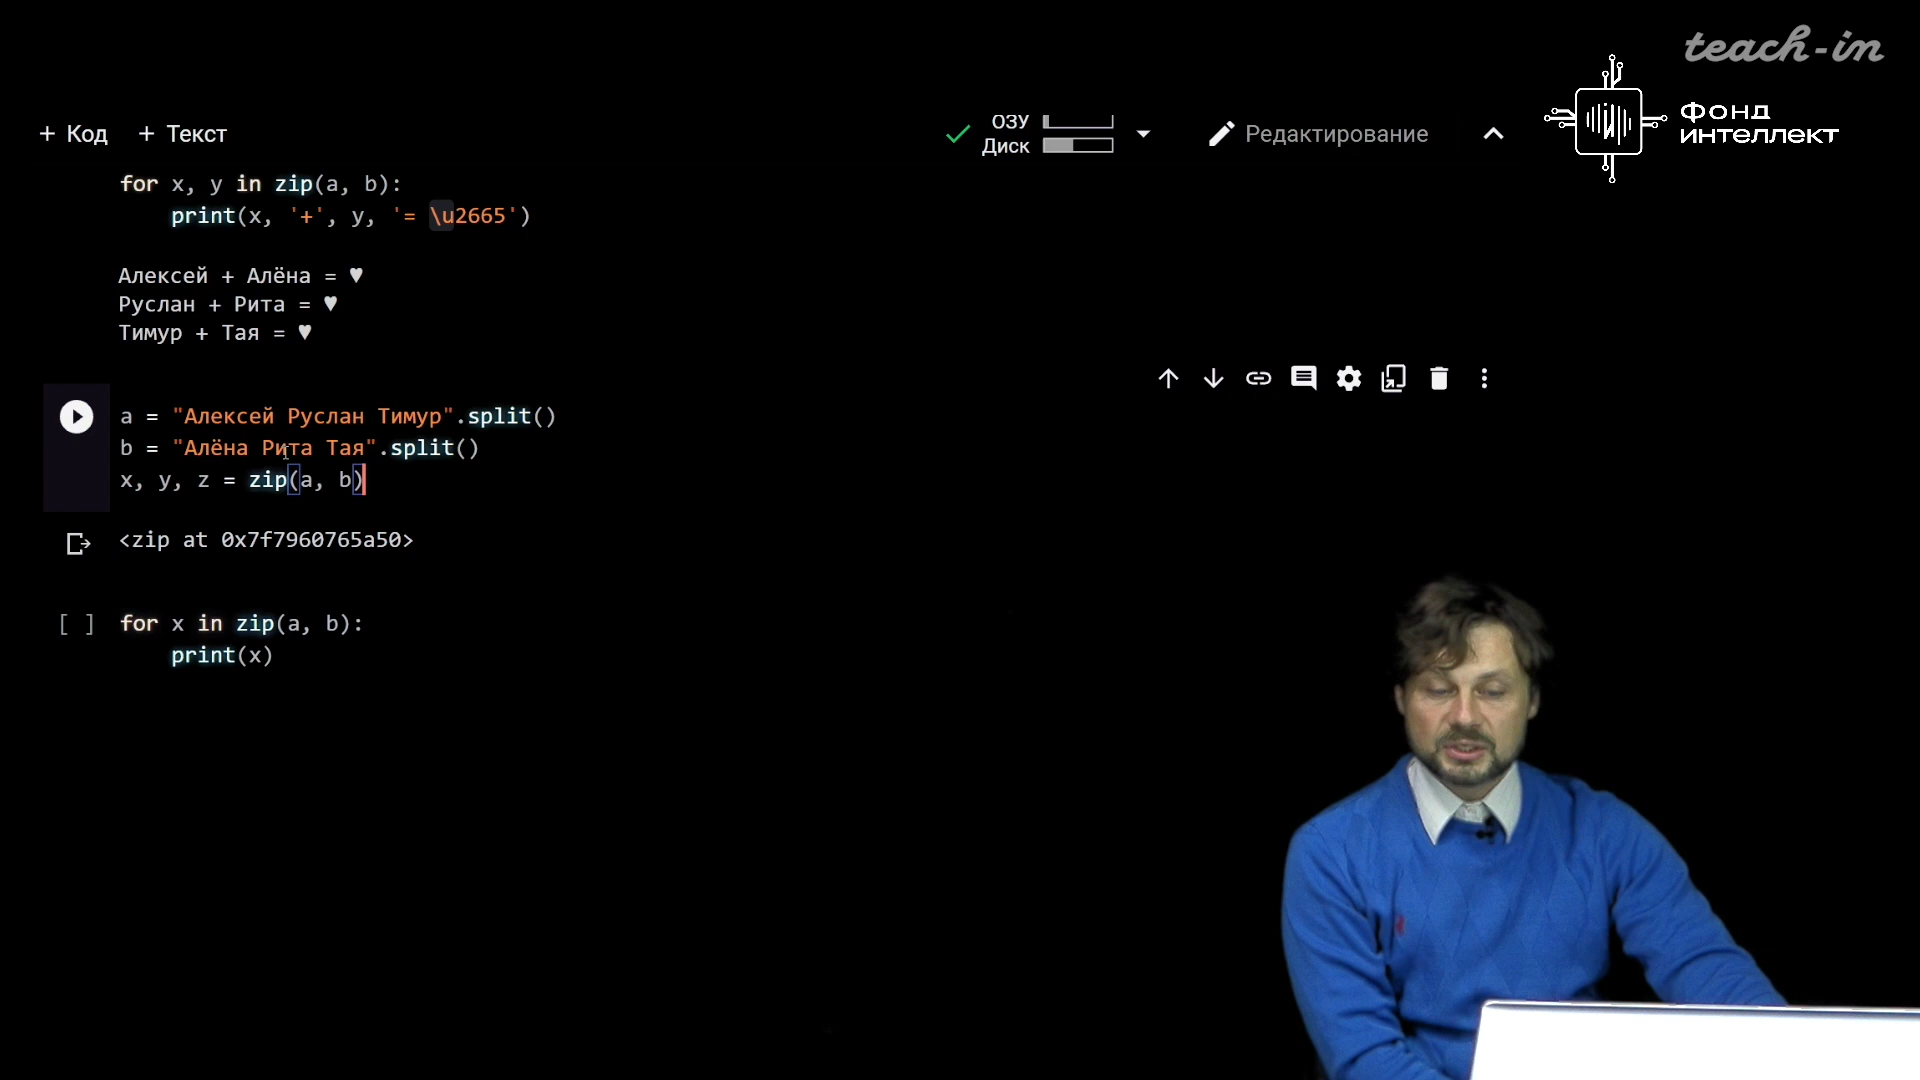 teach-in
Фонд
интеллект
+ Код + Текст
ОЗУ
Диск
Редактирование
for x, y in zip(a, b):
print(x, '+', y, '= \u2665')
Алексей + Алёна = ♥
Руслан + Рита = ♥
Тимур + Тая = ♥
a = "Алексей Руслан Тимур".split()
b = "Алёна Рита Тая".split()
x, y, z = zip(a, b)
<zip at 0x7f7960765a50>
[ ] for x in zip(a, b):
print(x)